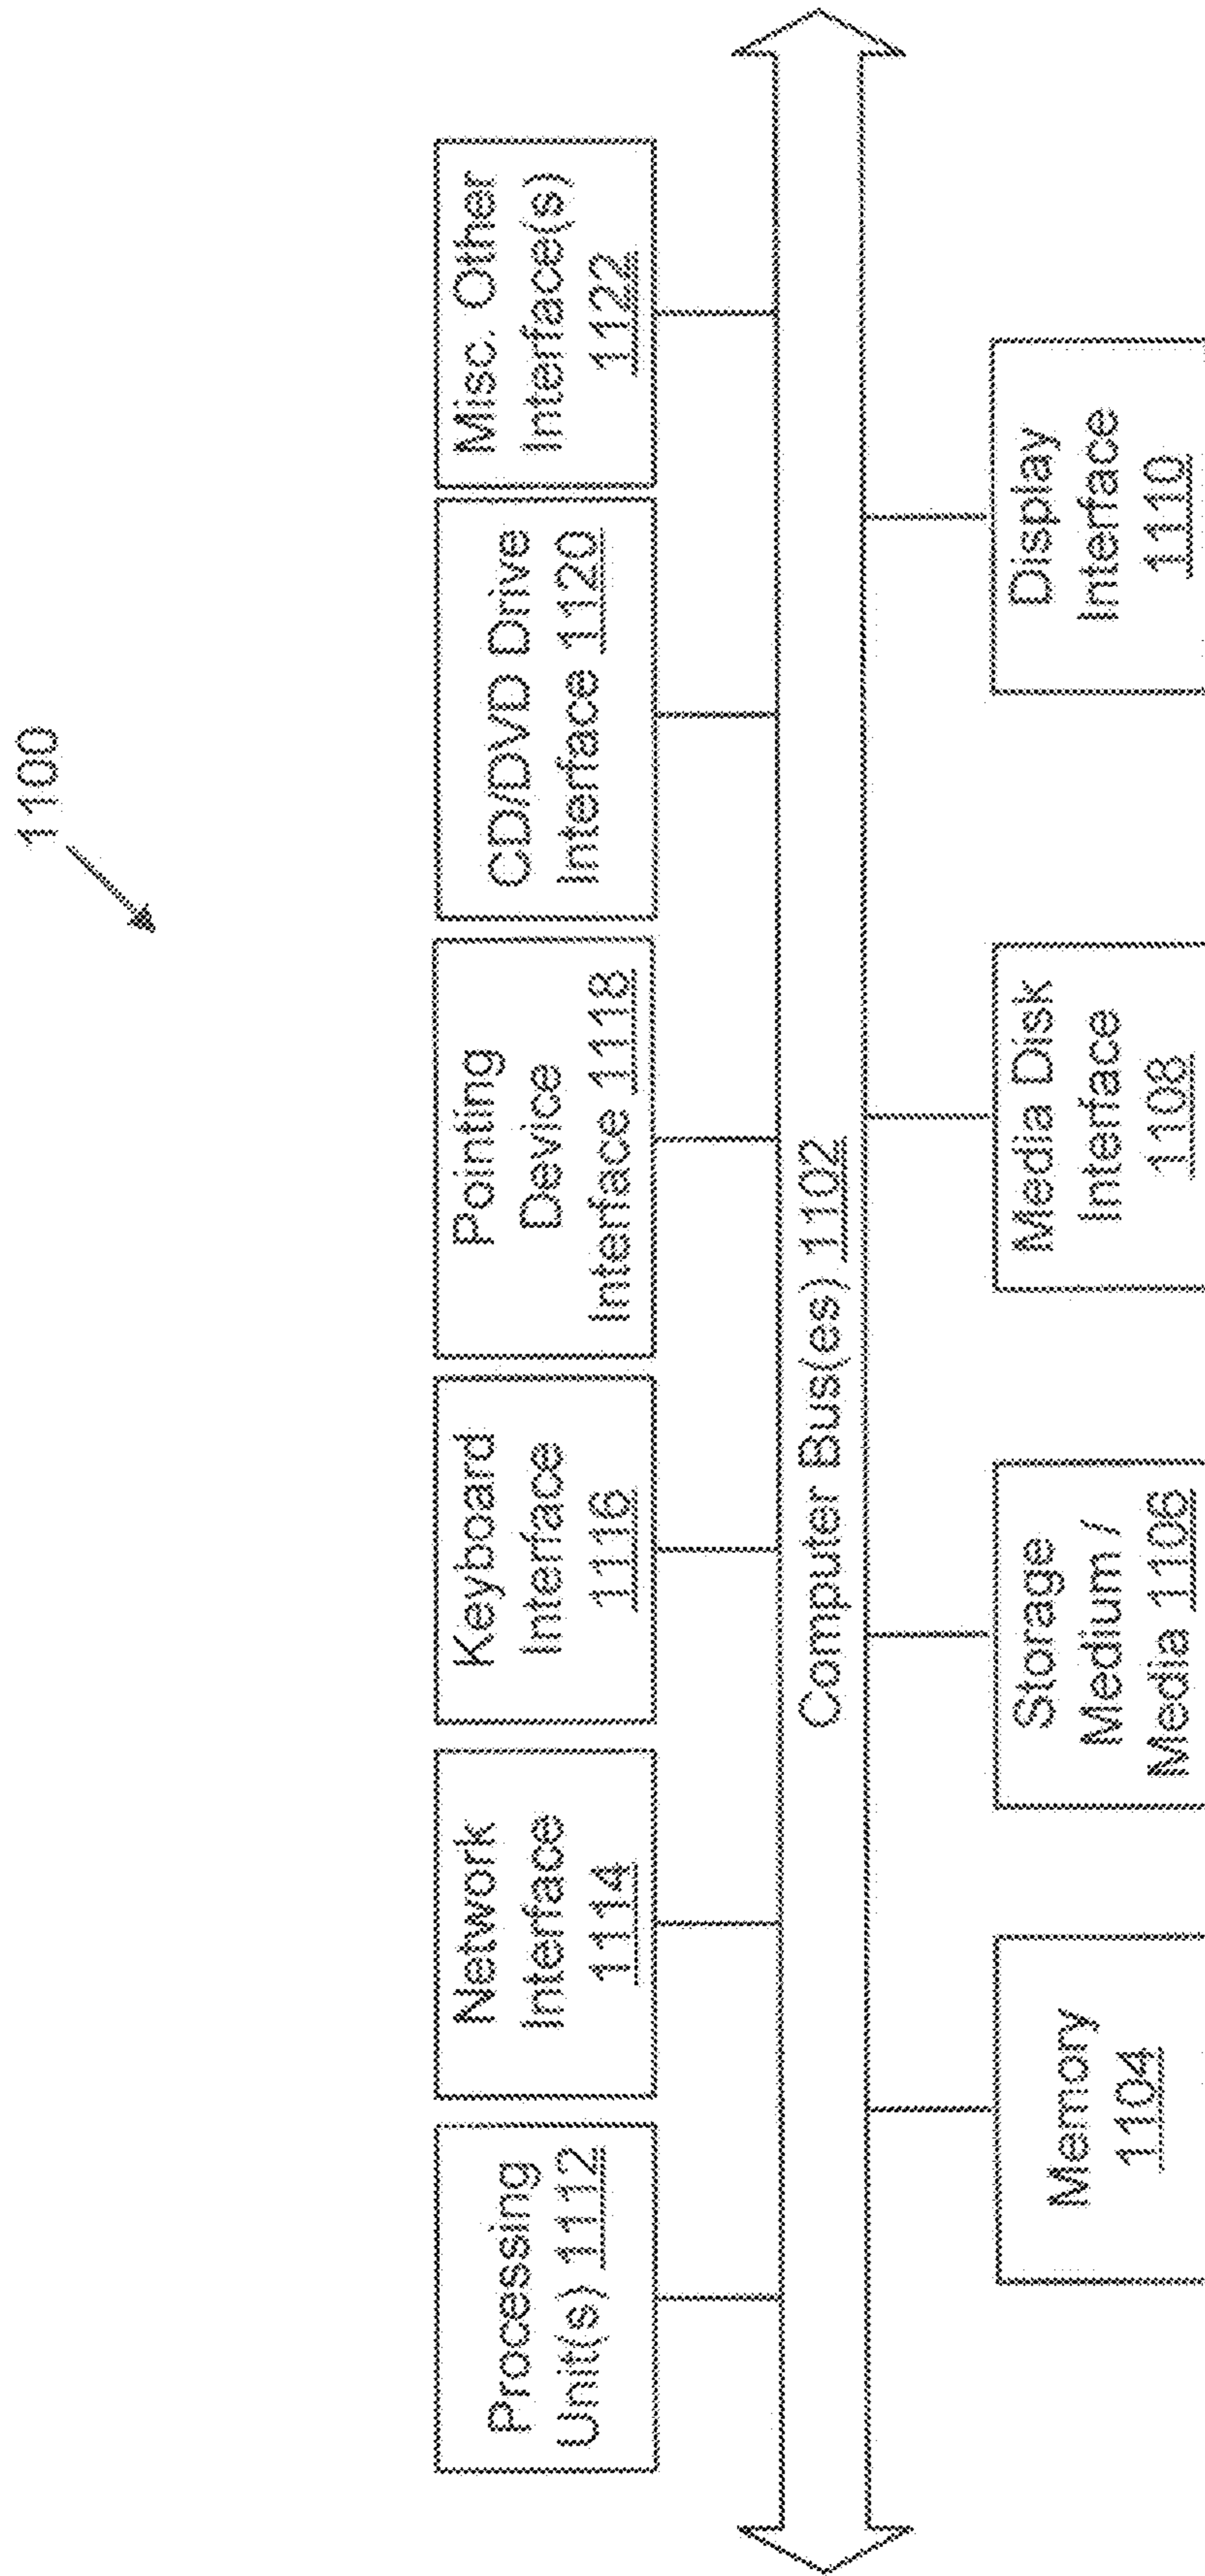 1100
Processing
Unit(s) 1112
Network
Interface
1114
Keyboard
Interface
1116
Pointing
Device
Interface 1118
CD/DVD Drive
Interface 1120
Misc. Other
Interface(s)
1122
Computer Bus(es) 1102
Memory
1104
Storage
Medium /
Media 1106
Media Disk
Interface
1108
Display
Interface
1110